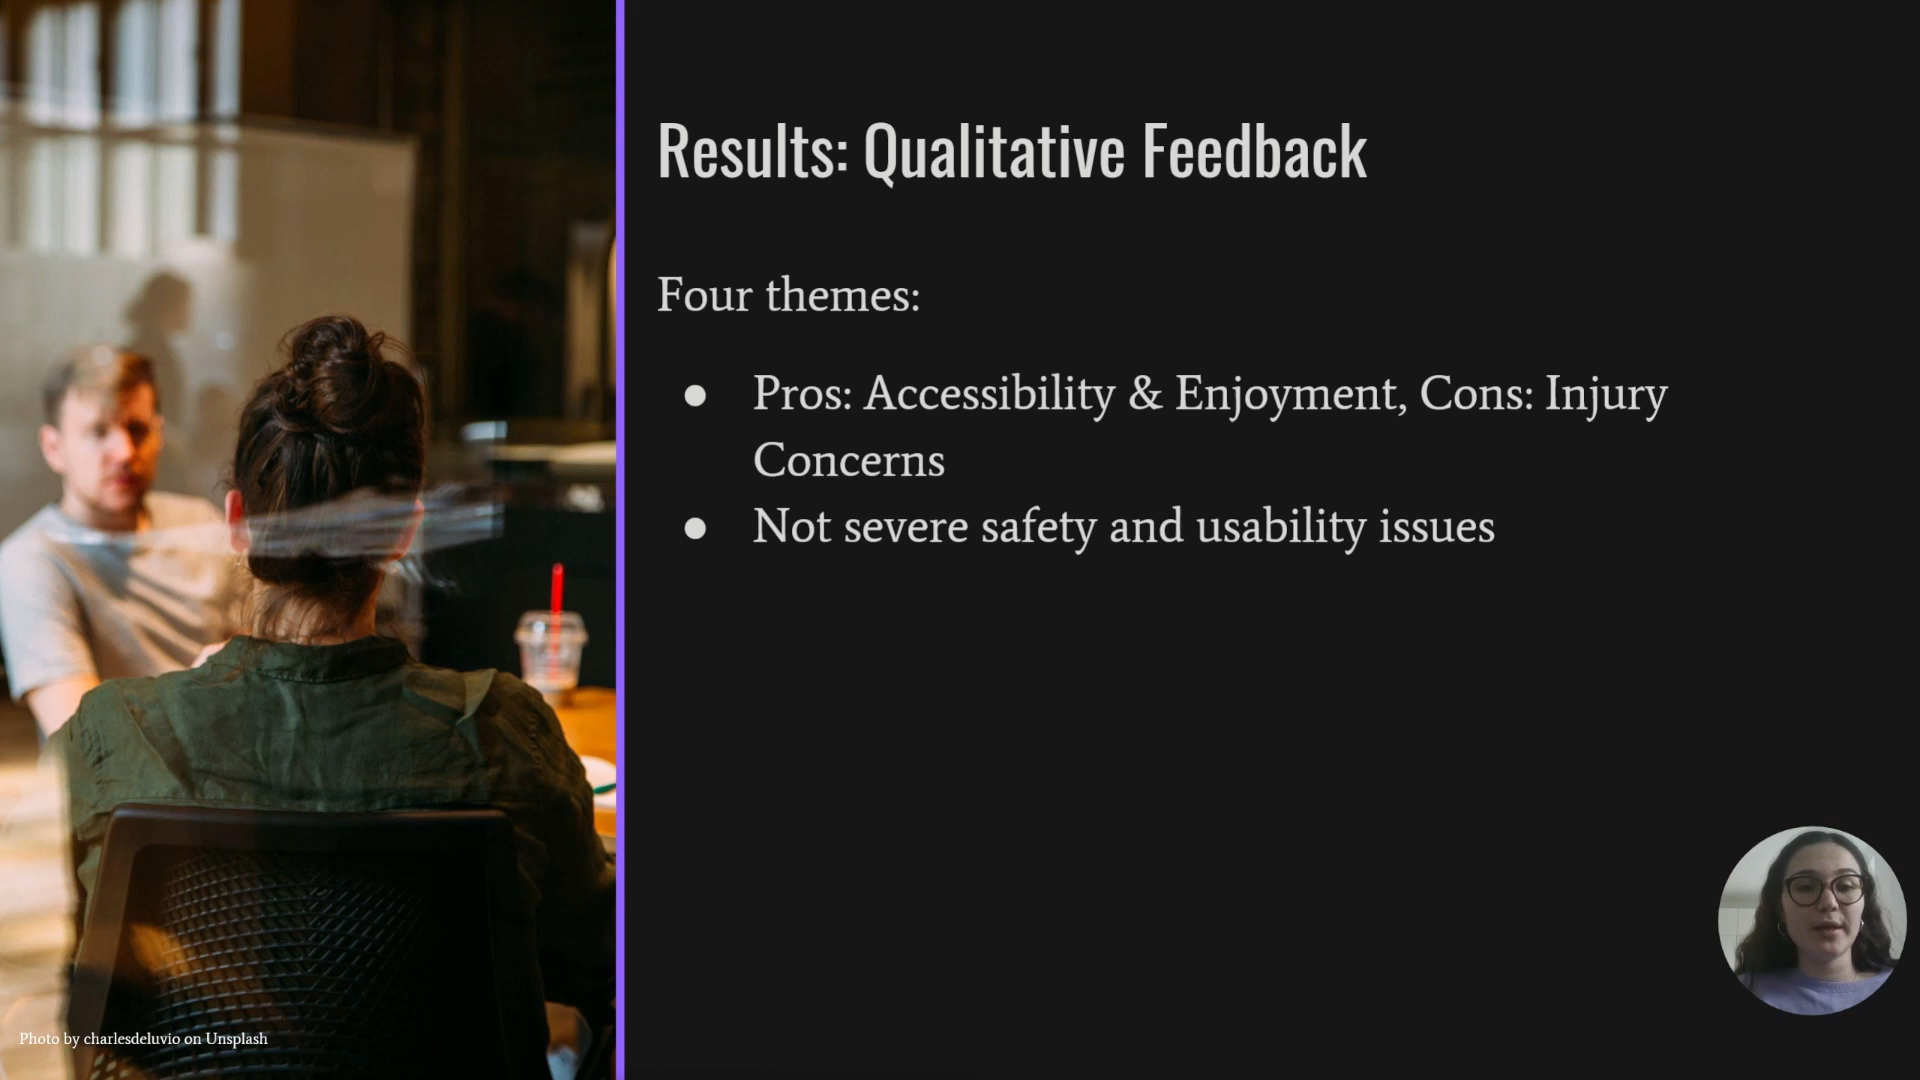 Results: Qualitative Feedback
Four themes:
● Pros: Accessibility & Enjoyment, Cons: Injury
Concerns
● Not severe safety and usability issues
Photo by charlesdeluvio on Unsplash